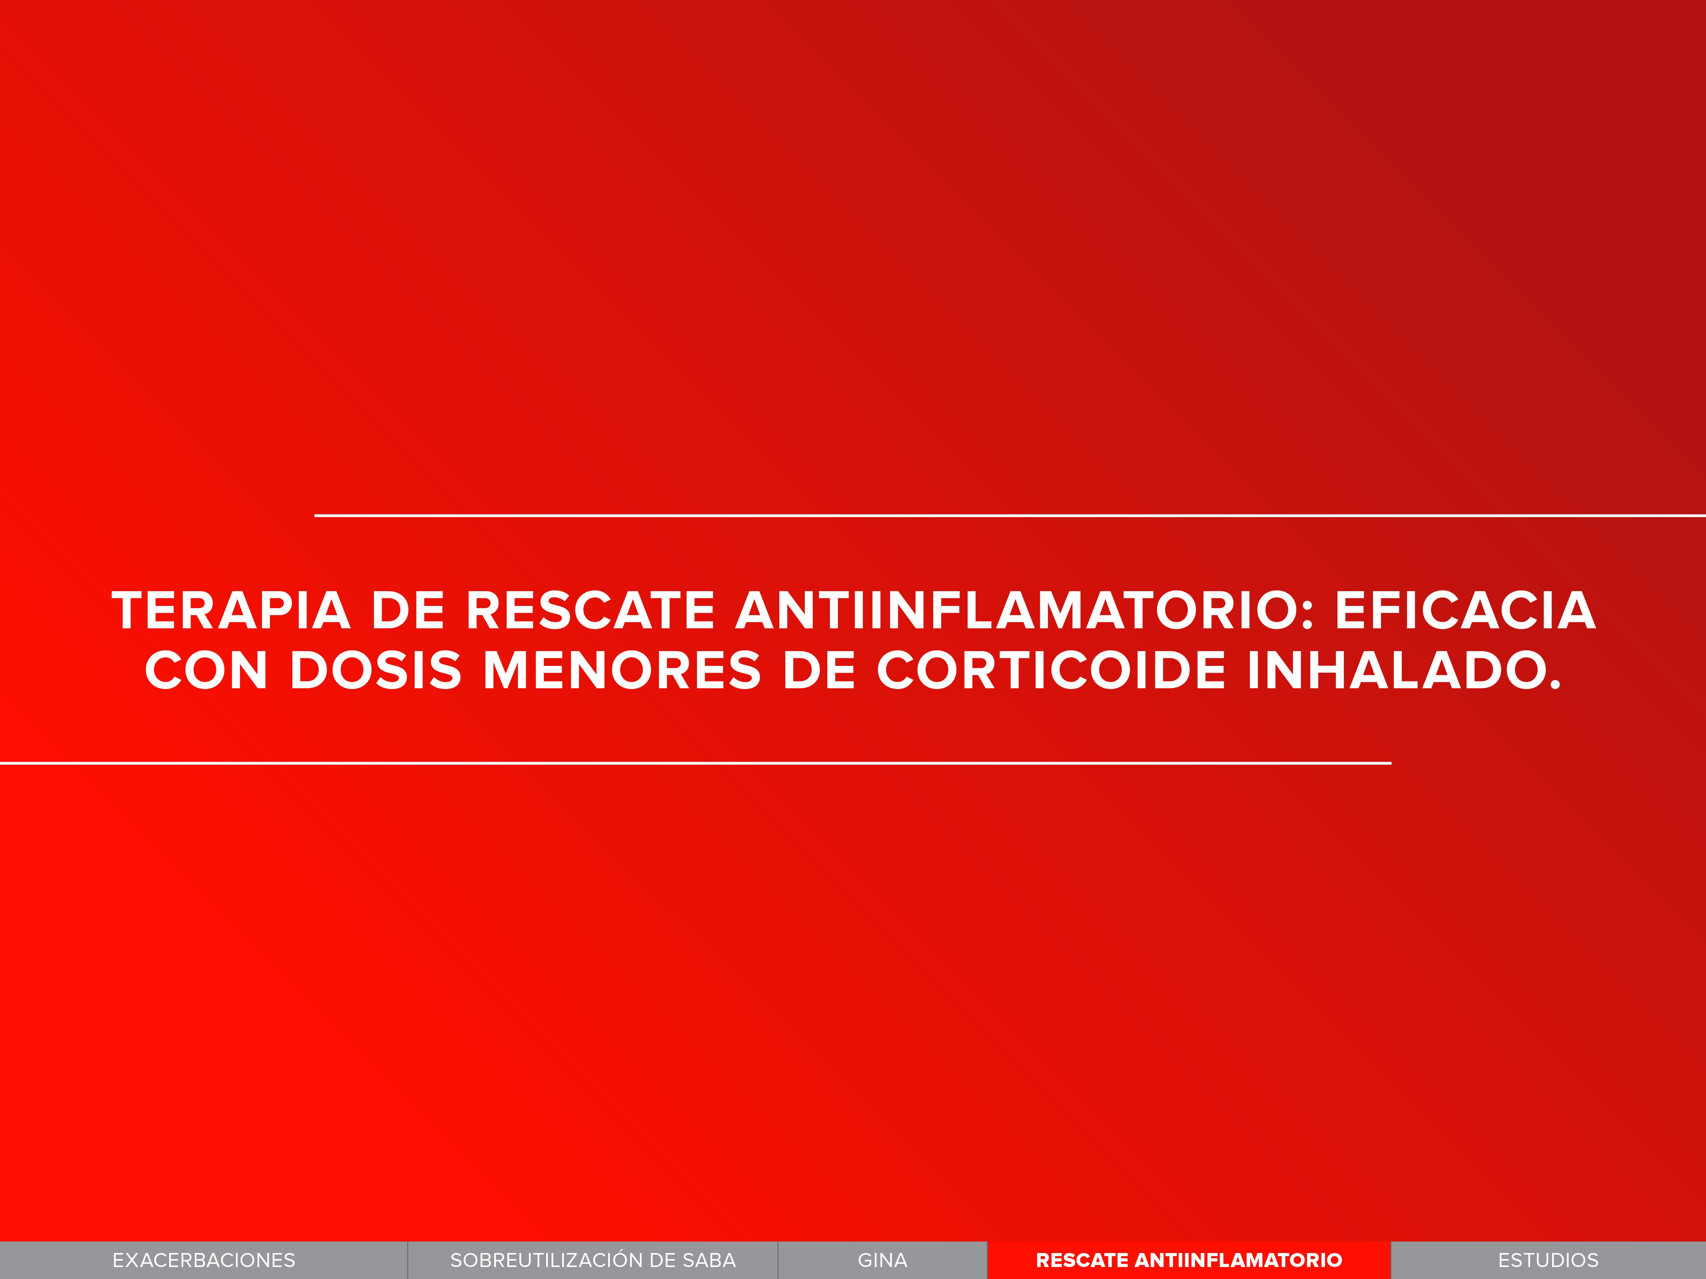 TERAPIA DE RESCATE ANTIINFLAMATORIO: EFICACIA
CON DOSIS MENORES DE CORTICOIDE INHALADO.
EXACERBACIONES
SOBREUTILIZACIÓN DE SABA
GINA
RESCATE ANTIINFLAMATORIO
ESTUDIOS